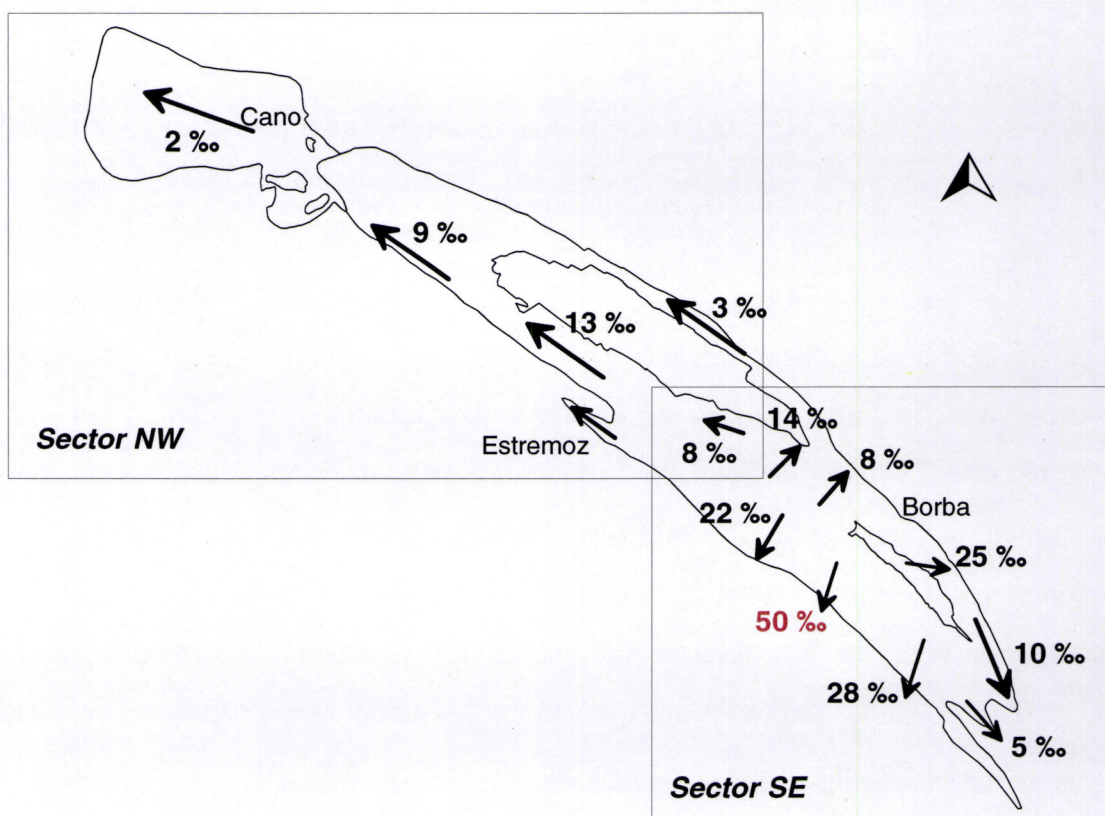 Cano
2 ‰
9 ‰
3 ‰
13 ‰
14 ‰
Sector NW
Estremoz
8 ‰
8 ‰
22 ‰
Borba
25 ‰
50 ‰
10 ‰
28 ‰
5 ‰
Sector SE